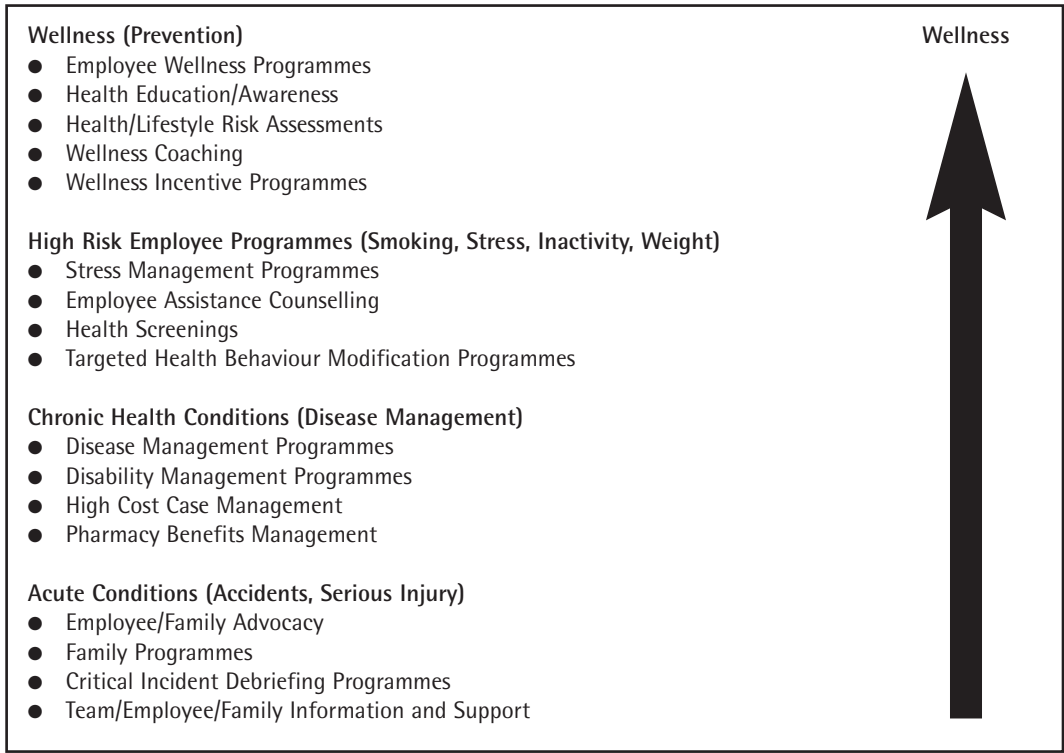 Wellness (Prevention)
● Employee Wellness Programmes
● Health Education/Awareness
● Health/Lifestyle Risk Assessments
● Wellness Coaching
● Wellness Incentive Programmes
High Risk Employee Programmes (Smoking, Stress, Inactivity, Weight)
● Stress Management Programmes
● Employee Assistance Counselling
● Health Screenings
● Targeted Health Behaviour Modification Programmes
Chronic Health Conditions (Disease Management)
● Disease Management Programmes
● Disability Management Programmes
● High Cost Case Management
● Pharmacy Benefits Management
Acute Conditions (Accidents, Serious Injury)
● Employee/Family Advocacy
● Family Programmes
● Critical Incident Debriefing Programmes
● Team/Employee/Family Information and Support
Wellness